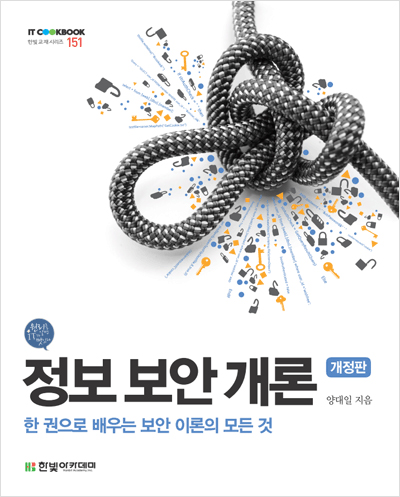 IT COOKBOOK
한빛 교재 시리즈 151
정보 보안 개론
개정판
양대일 지음
한 권으로 배우는 보안 이론의 모든 것
한빛아카데미